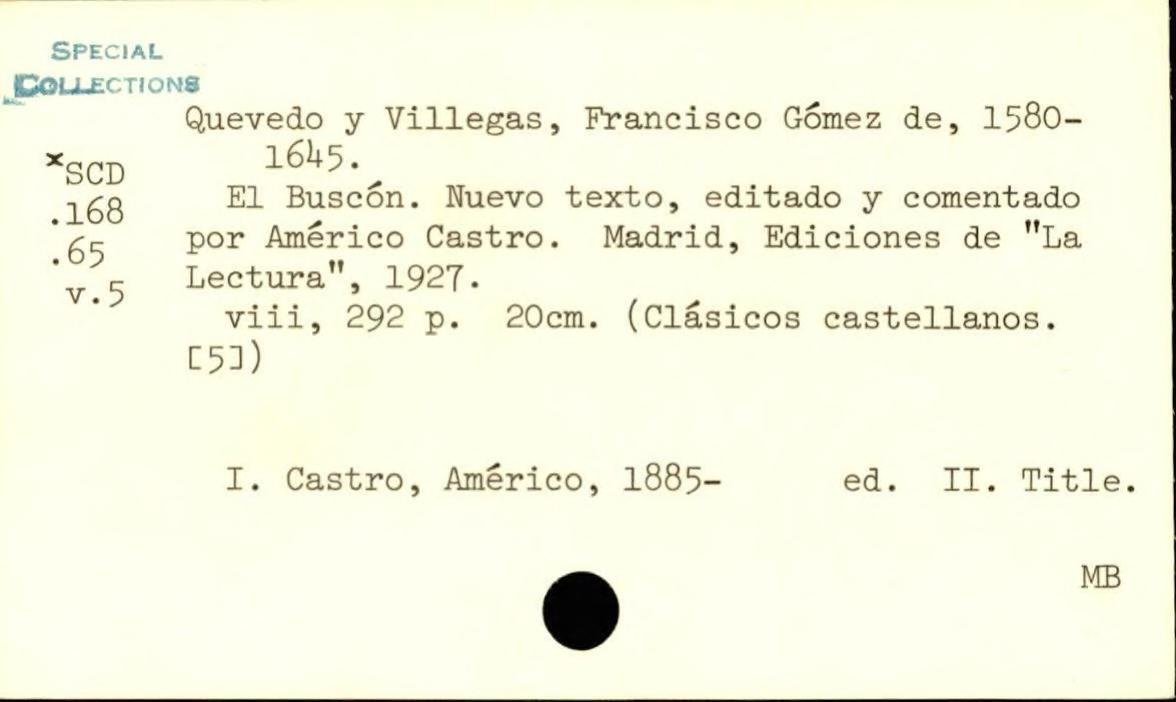 SPECIAL
COLLECTIONS
Quevedo y Villegas, Francisco Gómez de, 1580-
1645.
xSCD
.168
.65
v.5
El Buscón. Nuevo texto, editado y comentado
por Américo Castro. Madrid, Ediciones de "La
Lectura", 1927.
viii, 292 p. 20cm. (Clásicos castellanos.
[5])
I. Castro, Américo, 1885- ed. II. Title.
MB